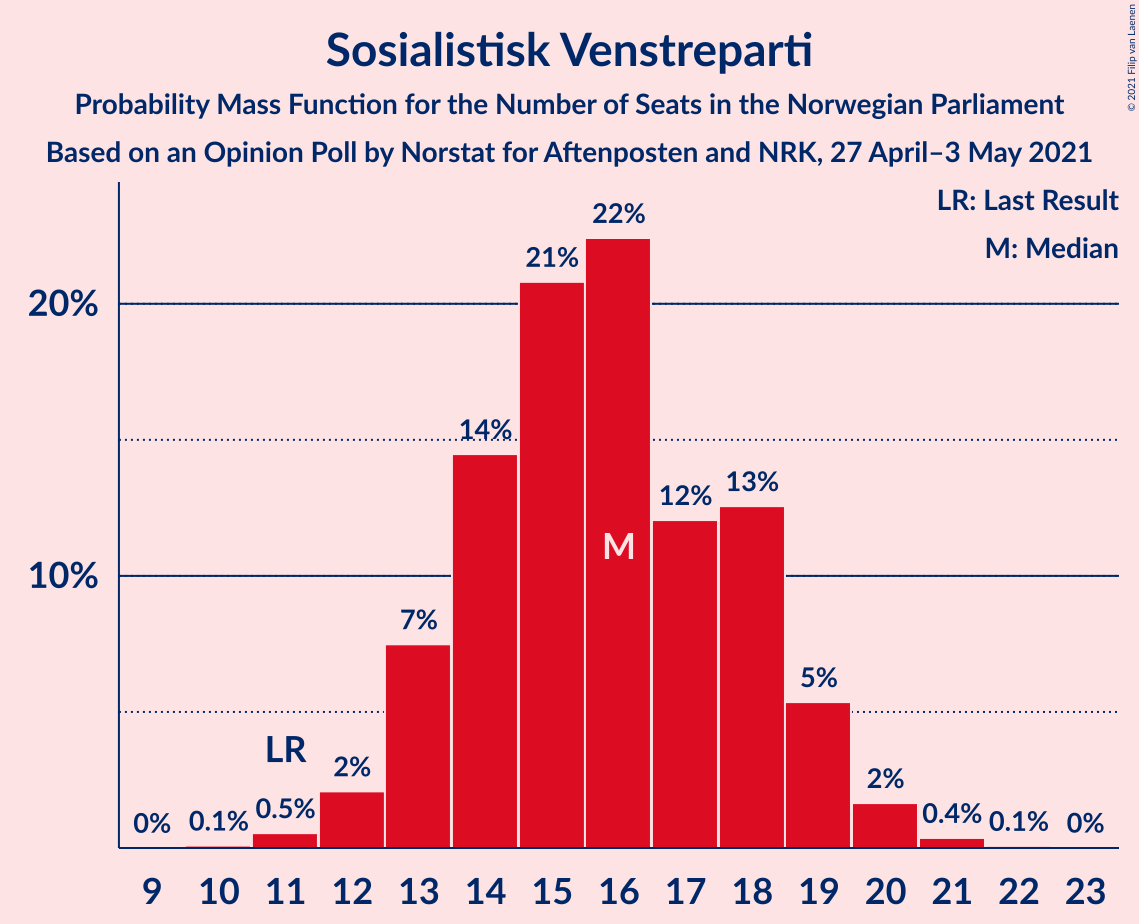 Sosialistisk Venstreparti
Probability Mass Function for the Number of Seats in the Norwegian Parliament
Based on an Opinion Poll by Norstat for Aftenposten and NRK, 27 April–3 May 2021
© 2021 Filip van Laenen
LR: Last Result
M: Median
22%
21%
20%
14%
13%
12%
M
10%
7%
5%
LR
2%
2%
0%
0.1%
0.5%
0.4%
0.1%
0%
9 10 11 12 13 14 15 16 17 18 19 20 21 22 23